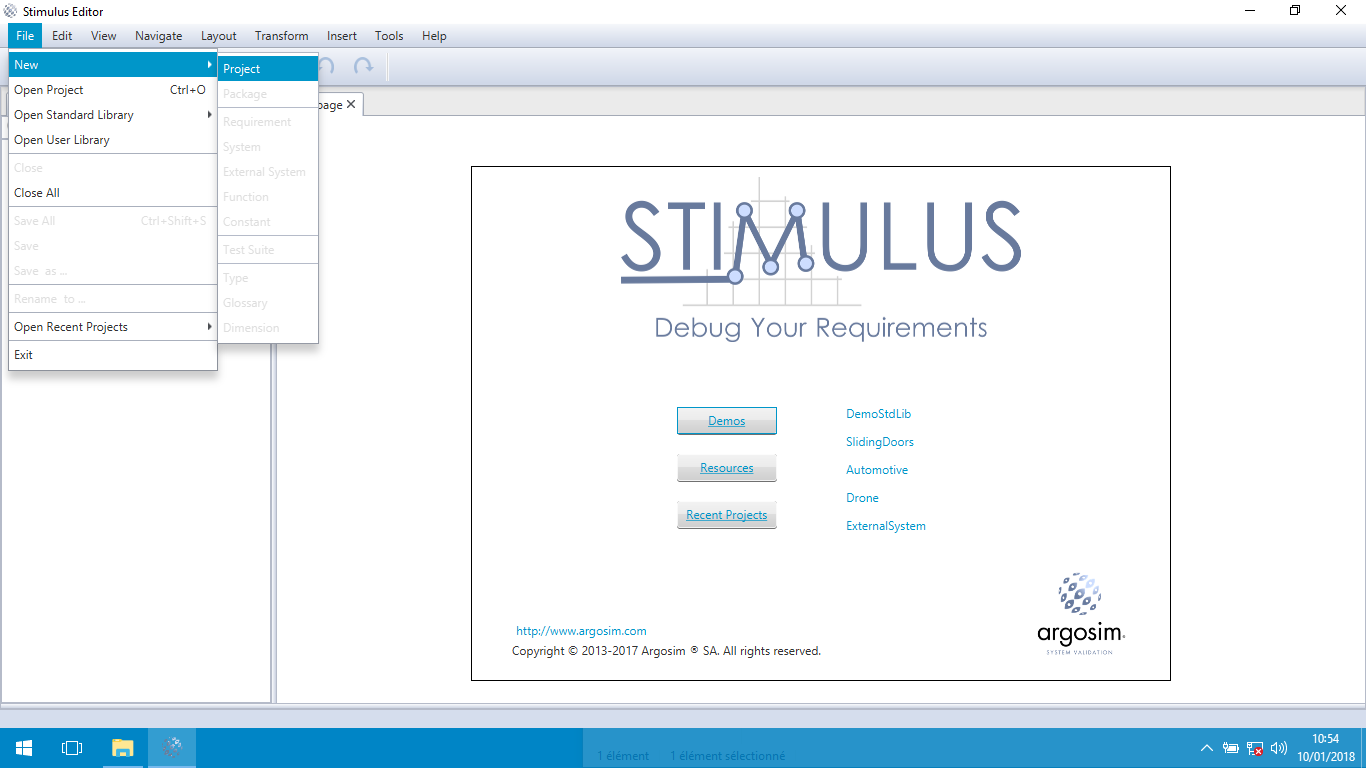 Stimulus Editor
File Edit View Navigate Layout Transform Insert Tools Help
New
Open Project Ctrl+O
Open Standard Library
Open User Library
Close
Close All
Save All Ctrl+Shift+S
Save
Save as ...
Rename to ...
Open Recent Projects
Exit
Project
Package
Requirement
System
External System
Function
Constant
Test Suite
Type
Glossary
Dimension
page
STIMULUS
Debug Your Requirements
Demos
Resources
Recent Projects
DemoStdLib
SlidingDoors
Automotive
Drone
ExternalSystem
http://www.argosim.com
Copyright © 2013-2017 Argosim ® SA. All rights reserved.
argosim
SYSTEM VALIDATION
1 élément 1 élément sélectionné
10:54
10/01/2018